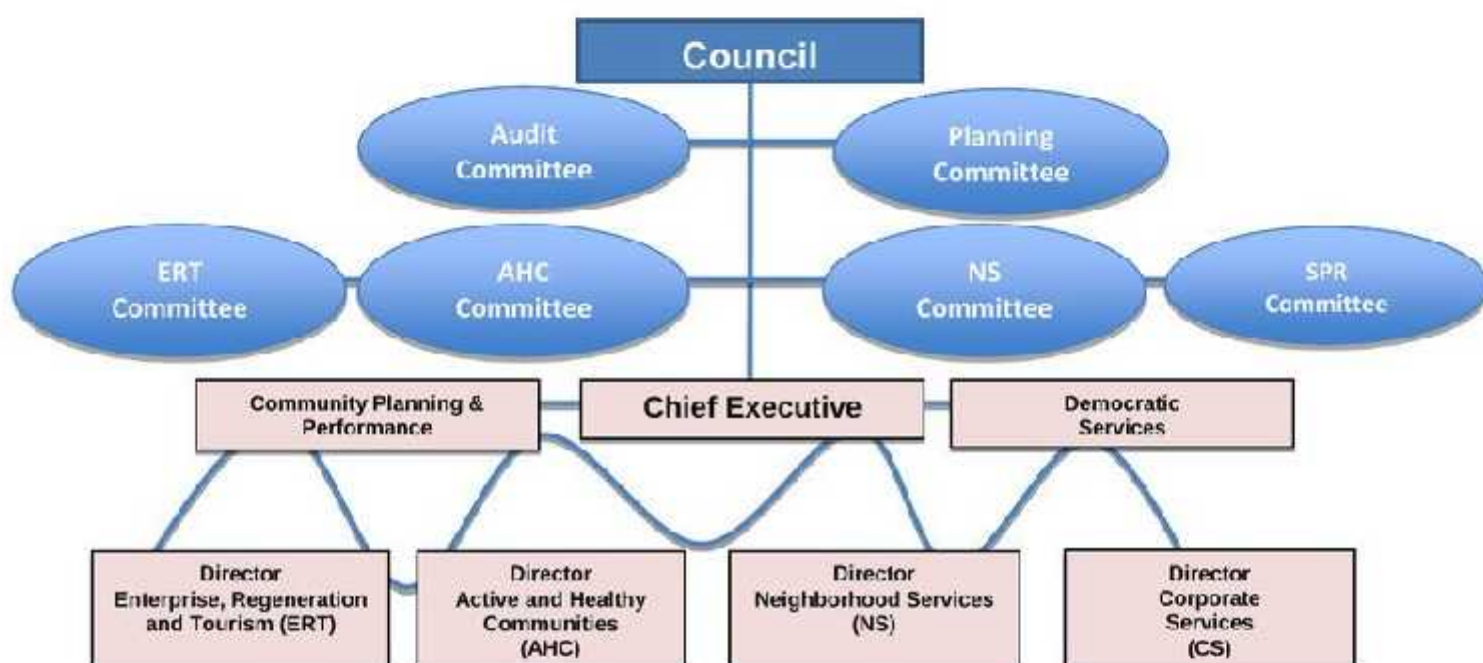 Council
Audit
Committee
Planning
Committee
ERT
Committee
AHC
Committee
NS
Committee
SPR
Committee
Community Planning &
Performance
Chief Executive
Democratic
Services
Director
Enterprise, Regeneration
and Tourism (ERT)
Director
Active and Healthy
Communities
(AHC)
Director
Neighborhood Services
(NS)
Director
Corporate
Services
(CS)